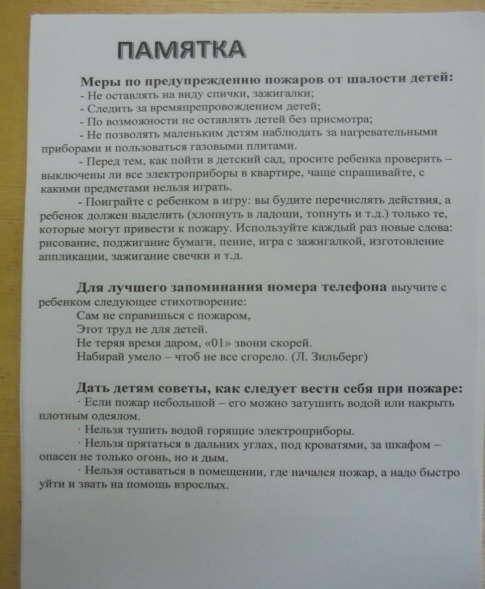 ПАМЯТКА
Меры по предупреждению пожаров от шалости детей:
- Не оставлять на виду спички, зажигалки;
- Следить за времяпрепровождением детей;
- По возможности не оставлять детей без присмотра;
- Не позволять маленьким детям наблюдать за нагревательными
приборами и пользоваться газовыми плитами.
- Перед тем, как пойти в детский сад, просите ребенка проверить –
выключены ли все электроприборы в квартире, чаще спрашивайте, с
какими предметами нельзя играть.
- Поиграйте с ребенком в игру: вы будите перечислять действия, а
ребенок должен выделить (хлопнуть в ладоши, топнуть и т.д.) только те,
которые могут привести к пожару. Используйте каждый раз новые слова:
рисование, поджигание бумаги, пение, игра с зажигалкой, изготовление
аппликации, зажигание свечки и т.д.
Для лучшего запоминания номера телефона выучите с
ребенком следующее стихотворение:
Сам не справишься с пожаром,
Этот труд не для детей.
Не теряя время даром, «01» звони скорей.
Набирай умело – чтоб не все сгорело. (Л. Зильберг)
Дать детям советы, как следует вести себя при пожаре:
· Если пожар небольшой – его можно затушить водой или накрыть
плотным одеялом.
· Нельзя тушить водой горящие электроприборы.
· Нельзя прятаться в дальних углах, под кроватями, за шкафом –
опасен не только огонь, но и дым.
· Нельзя оставаться в помещении, где начался пожар, а надо быстро
уйти и звать на помощь взрослых.